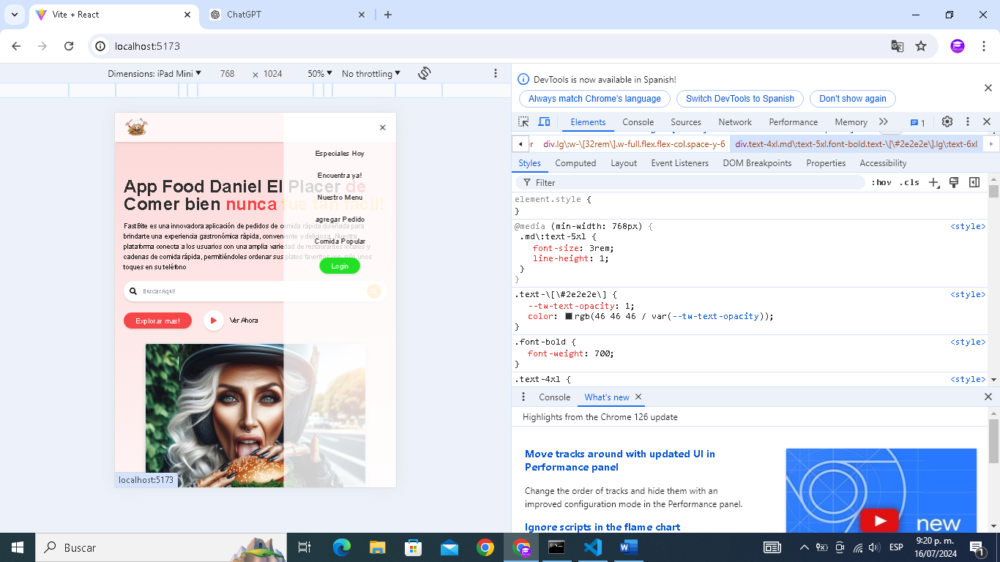 Vite + React
ChatGPT
localhost:5173
Dimensions: iPad Mini
768
×
1024
50%
No throttling
DevTools is now available in Spanish!
Always match Chrome's language
Switch DevTools to Spanish
Don't show again
Elements
Console
Sources
Network
Performance
Memory
1
div.lg\:w-\[32rem\].w-full.flex.flex-col.space-y-6
div.text-4xl.md\:text-5xl.font-bold.text-\[\#2e2e2e\].lg\:text-6xl
Styles
Computed
Layout
Event Listeners
DOM Breakpoints
Properties
Accessibility
Filter
:hov
.cls
element.style {
}
@media (min-width: 768px) {
<style>
.md\:text-5xl {
font-size: 3rem;
line-height: 1;
}
}
.text-\[\#2e2e2e\] {
<style>
--tw-text-opacity: 1;
color: rgb(46 46 46 / var(--tw-text-opacity));
}
.font-bold {
<style>
font-weight: 700;
}
.text-4xl {
<style>
Especiales Hoy
Encuentra ya!
Nuestro Menu
agregar Pedido
Comida Popular
Login
App Food Daniel El Placer de
Comer bien nunca fue tan facil!
FastBite es una innovadora aplicación de pedidos de comida rápida diseñada para
brindarte una experiencia gastronómica rápida, conveniente y deliciosa. Nuestra
plataforma conecta a los usuarios con una amplia variedad de restaurantes locales y
cadenas de comida rápida, permitiéndoles ordenar sus platos favoritos con solo unos
toques en su teléfono
Buscar Aqui!
Explorar mas!
Ver Ahora
localhost:5173
Console
What's new
Highlights from the Chrome 126 update
Move tracks around with updated UI in
Performance panel
Change the order of tracks and hide them with an
improved configuration mode in the Performance panel.
Ignore scripts in the flame chart
new
Buscar
ESP
9:20 p. m.
16/07/2024
1